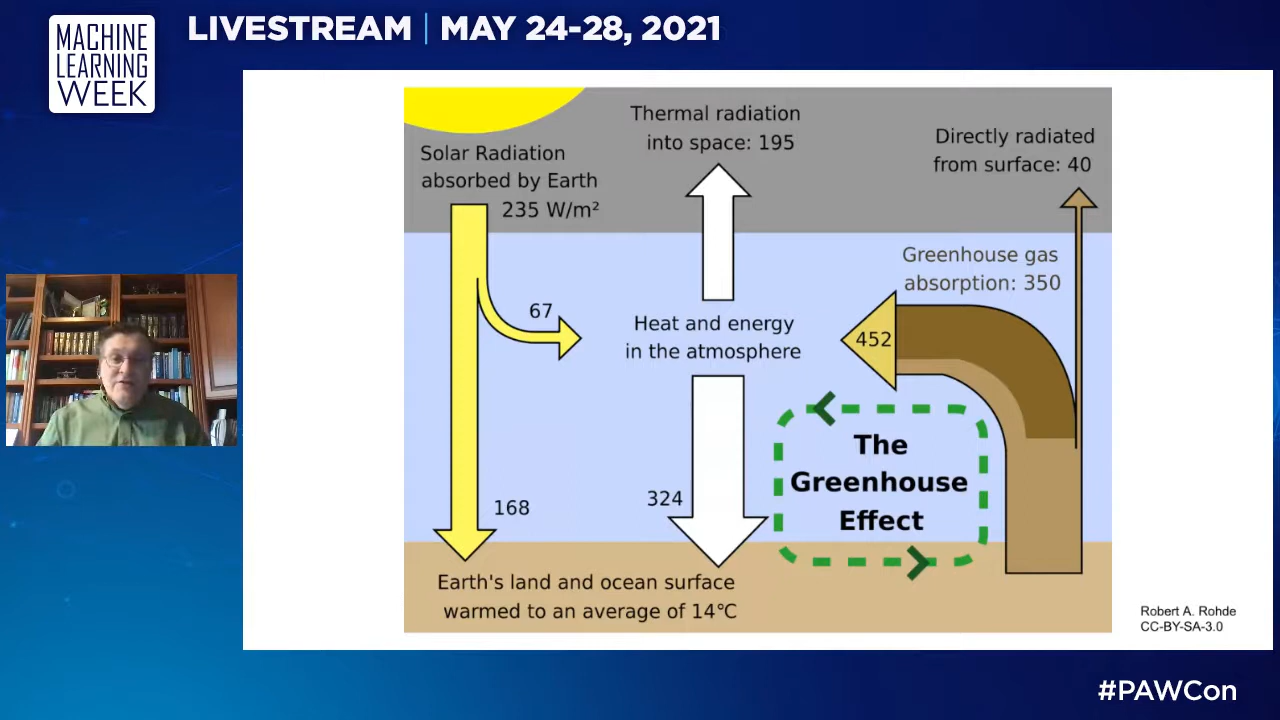 MACHINE
LEARNING
WEEK
LIVESTREAM | MAY 24-28, 2021
Thermal radiation
into space: 195
Directly radiated
from surface: 40
Solar Radiation
absorbed by Earth
235 W/m²
Greenhouse gas
absorption: 350
67
Heat and energy
in the atmosphere
452
The
Greenhouse
Effect
168
324
Earth's land and ocean surface
warmed to an average of 14℃
Robert A. Rohde
CC-BY-SA-3.0
#PAWCon